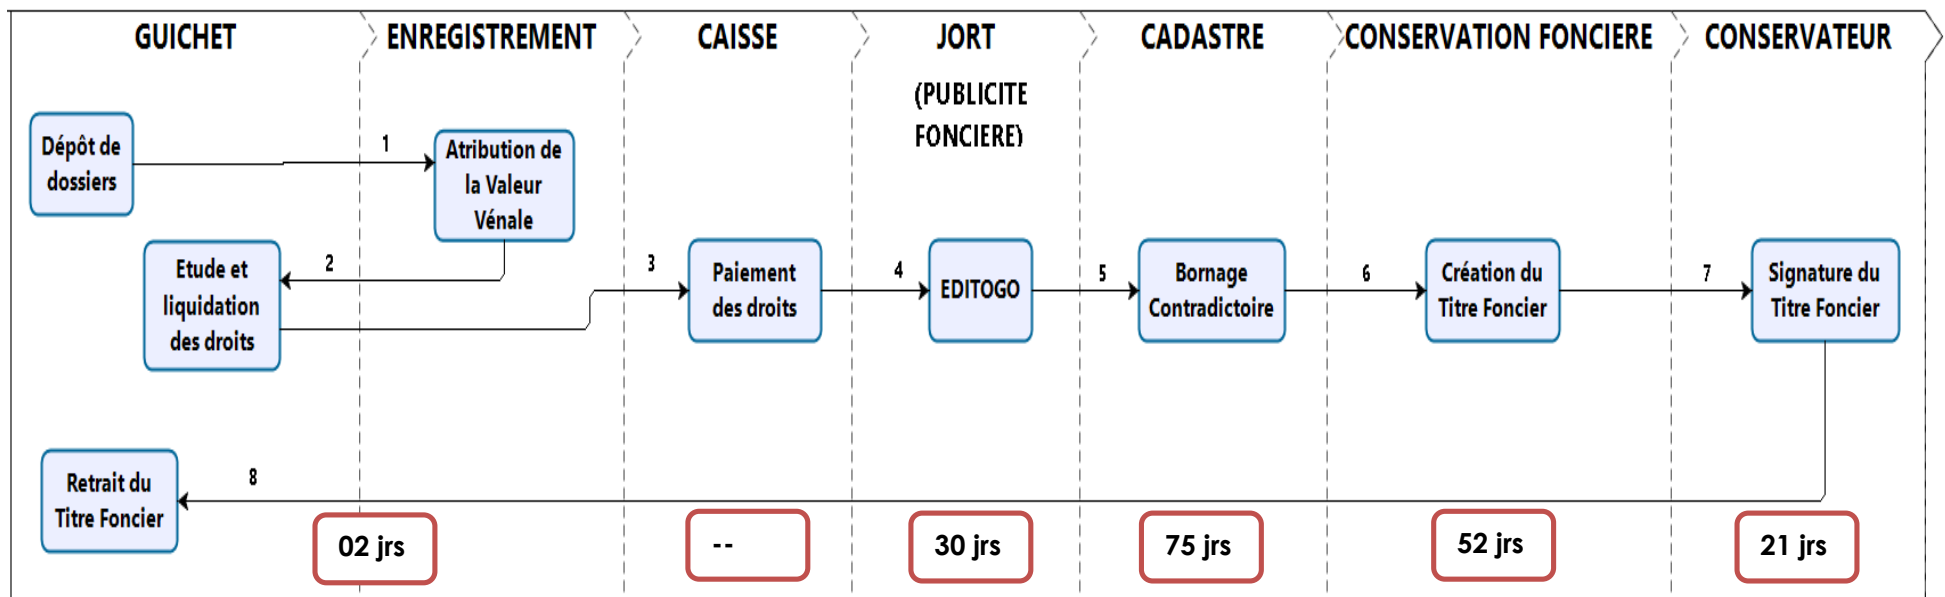 GUICHET
ENREGISTREMENT
CAISSE
JORT
CADASTRE
CONSERVATION FONCIERE
CONSERVATEUR
(PUBLICITE
FONCIERE)
Dépôt de
dossiers
1
Atribution de
la Valeur
Vénale
Etude et
liquidation
des droits
2
3
Paiement
des droits
4
EDITOGO
5
Bornage
Contradictoire
6
Création du
Titre Foncier
7
Signature du
Titre Foncier
Retrait du
Titre Foncier
8
02 jrs
--
30 jrs
75 jrs
52 jrs
21 jrs